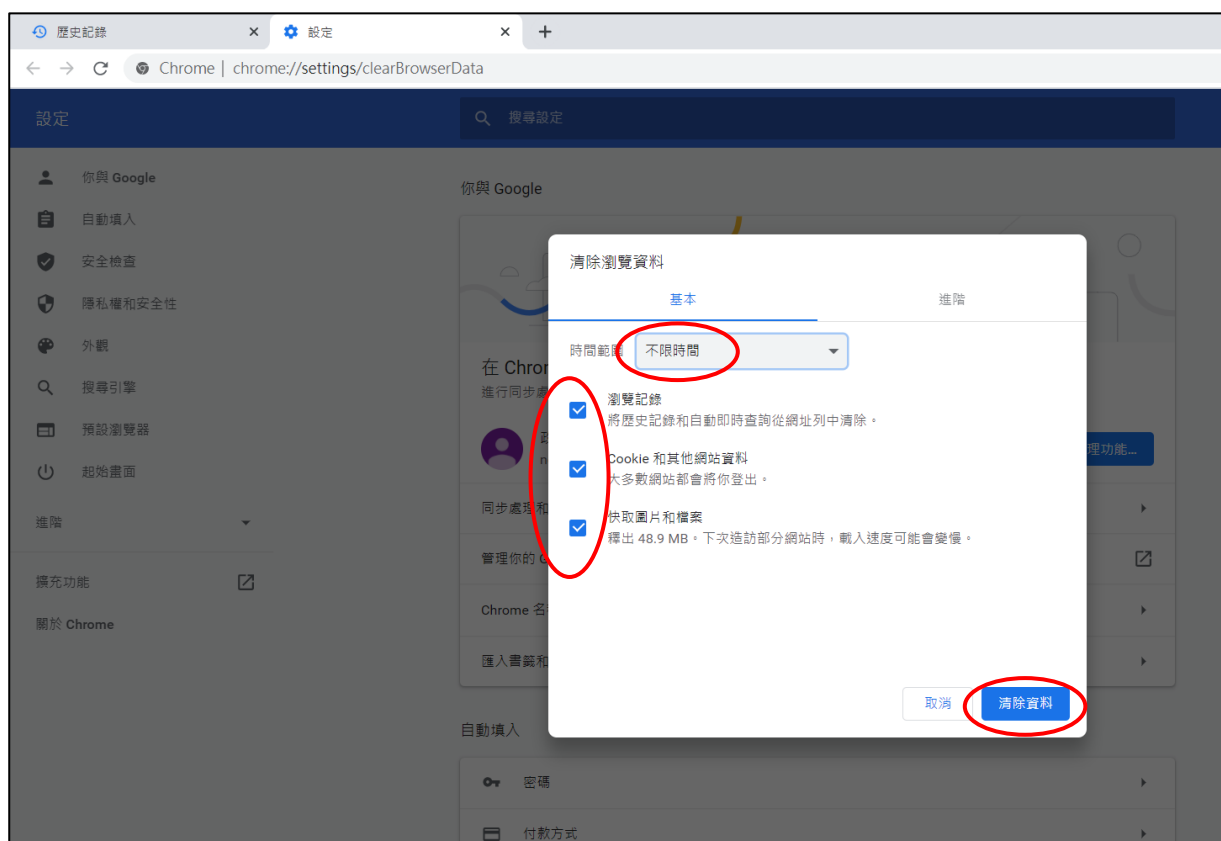 歷史記錄
設定
Chrome | chrome://settings/clearBrowserData
設定
搜尋設定
你與 Google
自動填入
安全檢查
隱私權和安全性
外觀
搜尋引擎
預設瀏覽器
起始畫面
進階
擴充功能
關於 Chrome
你與 Google
在 Chro
進行同步處
理功能...
同步處理和
管理你的 G
Chrome 名
匯入書籤和
清除瀏覽資料
基本
進階
時間範圍
不限時間
瀏覽記錄
將歷史記錄和自動即時查詢從網址列中清除。
Cookie 和其他網站資料
大多數網站都會將你登出。
快取圖片和檔案
釋出 48.9 MB。下次造訪部分網站時，載入速度可能會變慢。
取消
清除資料
自動填入
密碼
付款方式